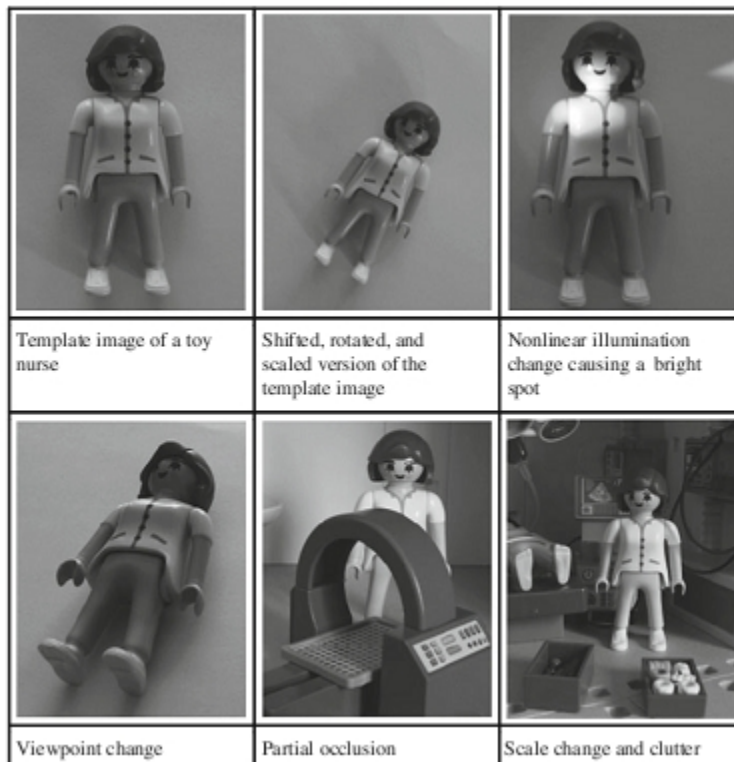 Template image of a toy
nurse
Shifted, rotated, and
scaled version of the
template image
Nonlinear illumination
change causing a bright
spot
Viewpoint change
Partial occlusion
Scale change and clutter